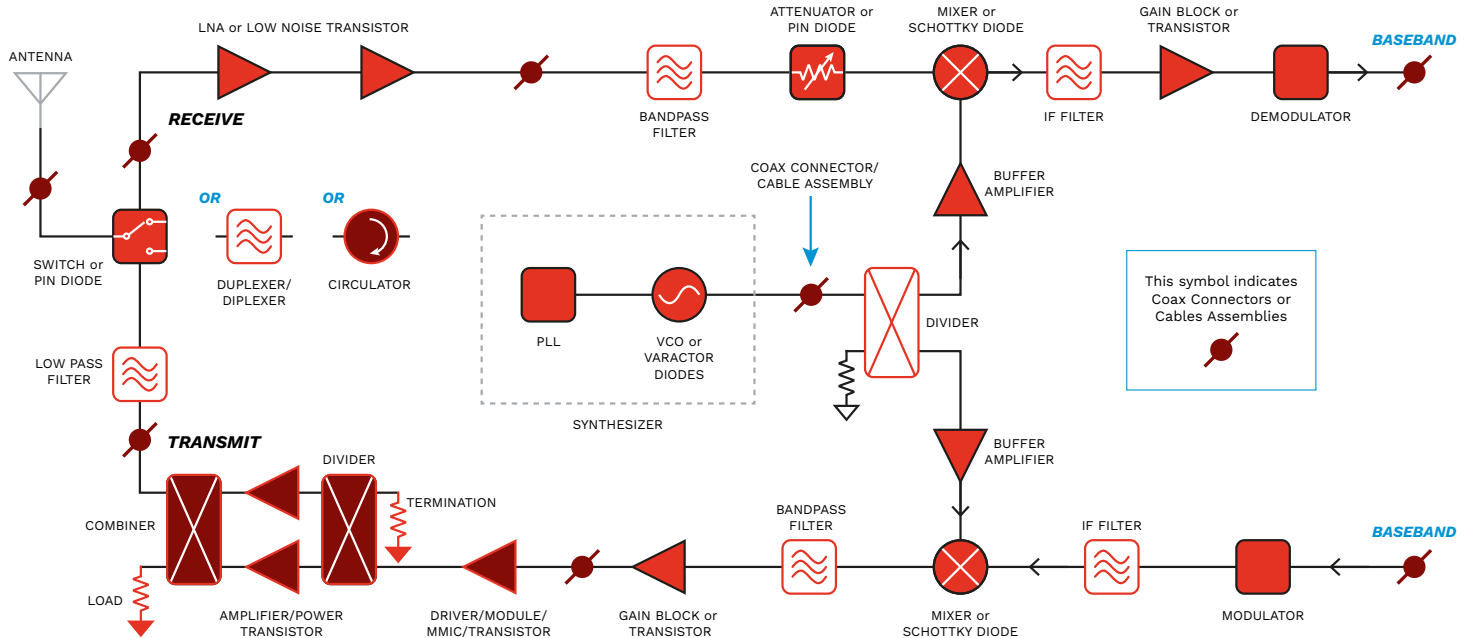 LNA or LOW NOISE TRANSISTOR
ATTENUATOR or
PIN DIODE
MIXER or
SCHOTTKY DIODE
GAIN BLOCK or
TRANSISTOR
BASEBAND
ANTENNA
RECEIVE
BANDPASS
FILTER
IF FILTER
DEMODULATOR
COAX CONNECTOR/
CABLE ASSEMBLY
BUFFER
AMPLIFIER
OR
OR
SWITCH or
PIN DIODE
DUPLEXER/
DIPLEXER
CIRCULATOR
This symbol indicates
Coax Connectors or
Cables Assemblies
PLL
VCO or
VARACTOR
DIODES
DIVIDER
SYNTHESIZER
LOW PASS
FILTER
TRANSMIT
BUFFER
AMPLIFIER
DIVIDER
TERMINATION
COMBINER
LOAD
BANDPASS
FILTER
IF FILTER
BASEBAND
AMPLIFIER/POWER
TRANSISTOR
DRIVER/MODULE/
MMIC/TRANSISTOR
GAIN BLOCK or
TRANSISTOR
MIXER or
SCHOTTKY DIODE
MODULATOR